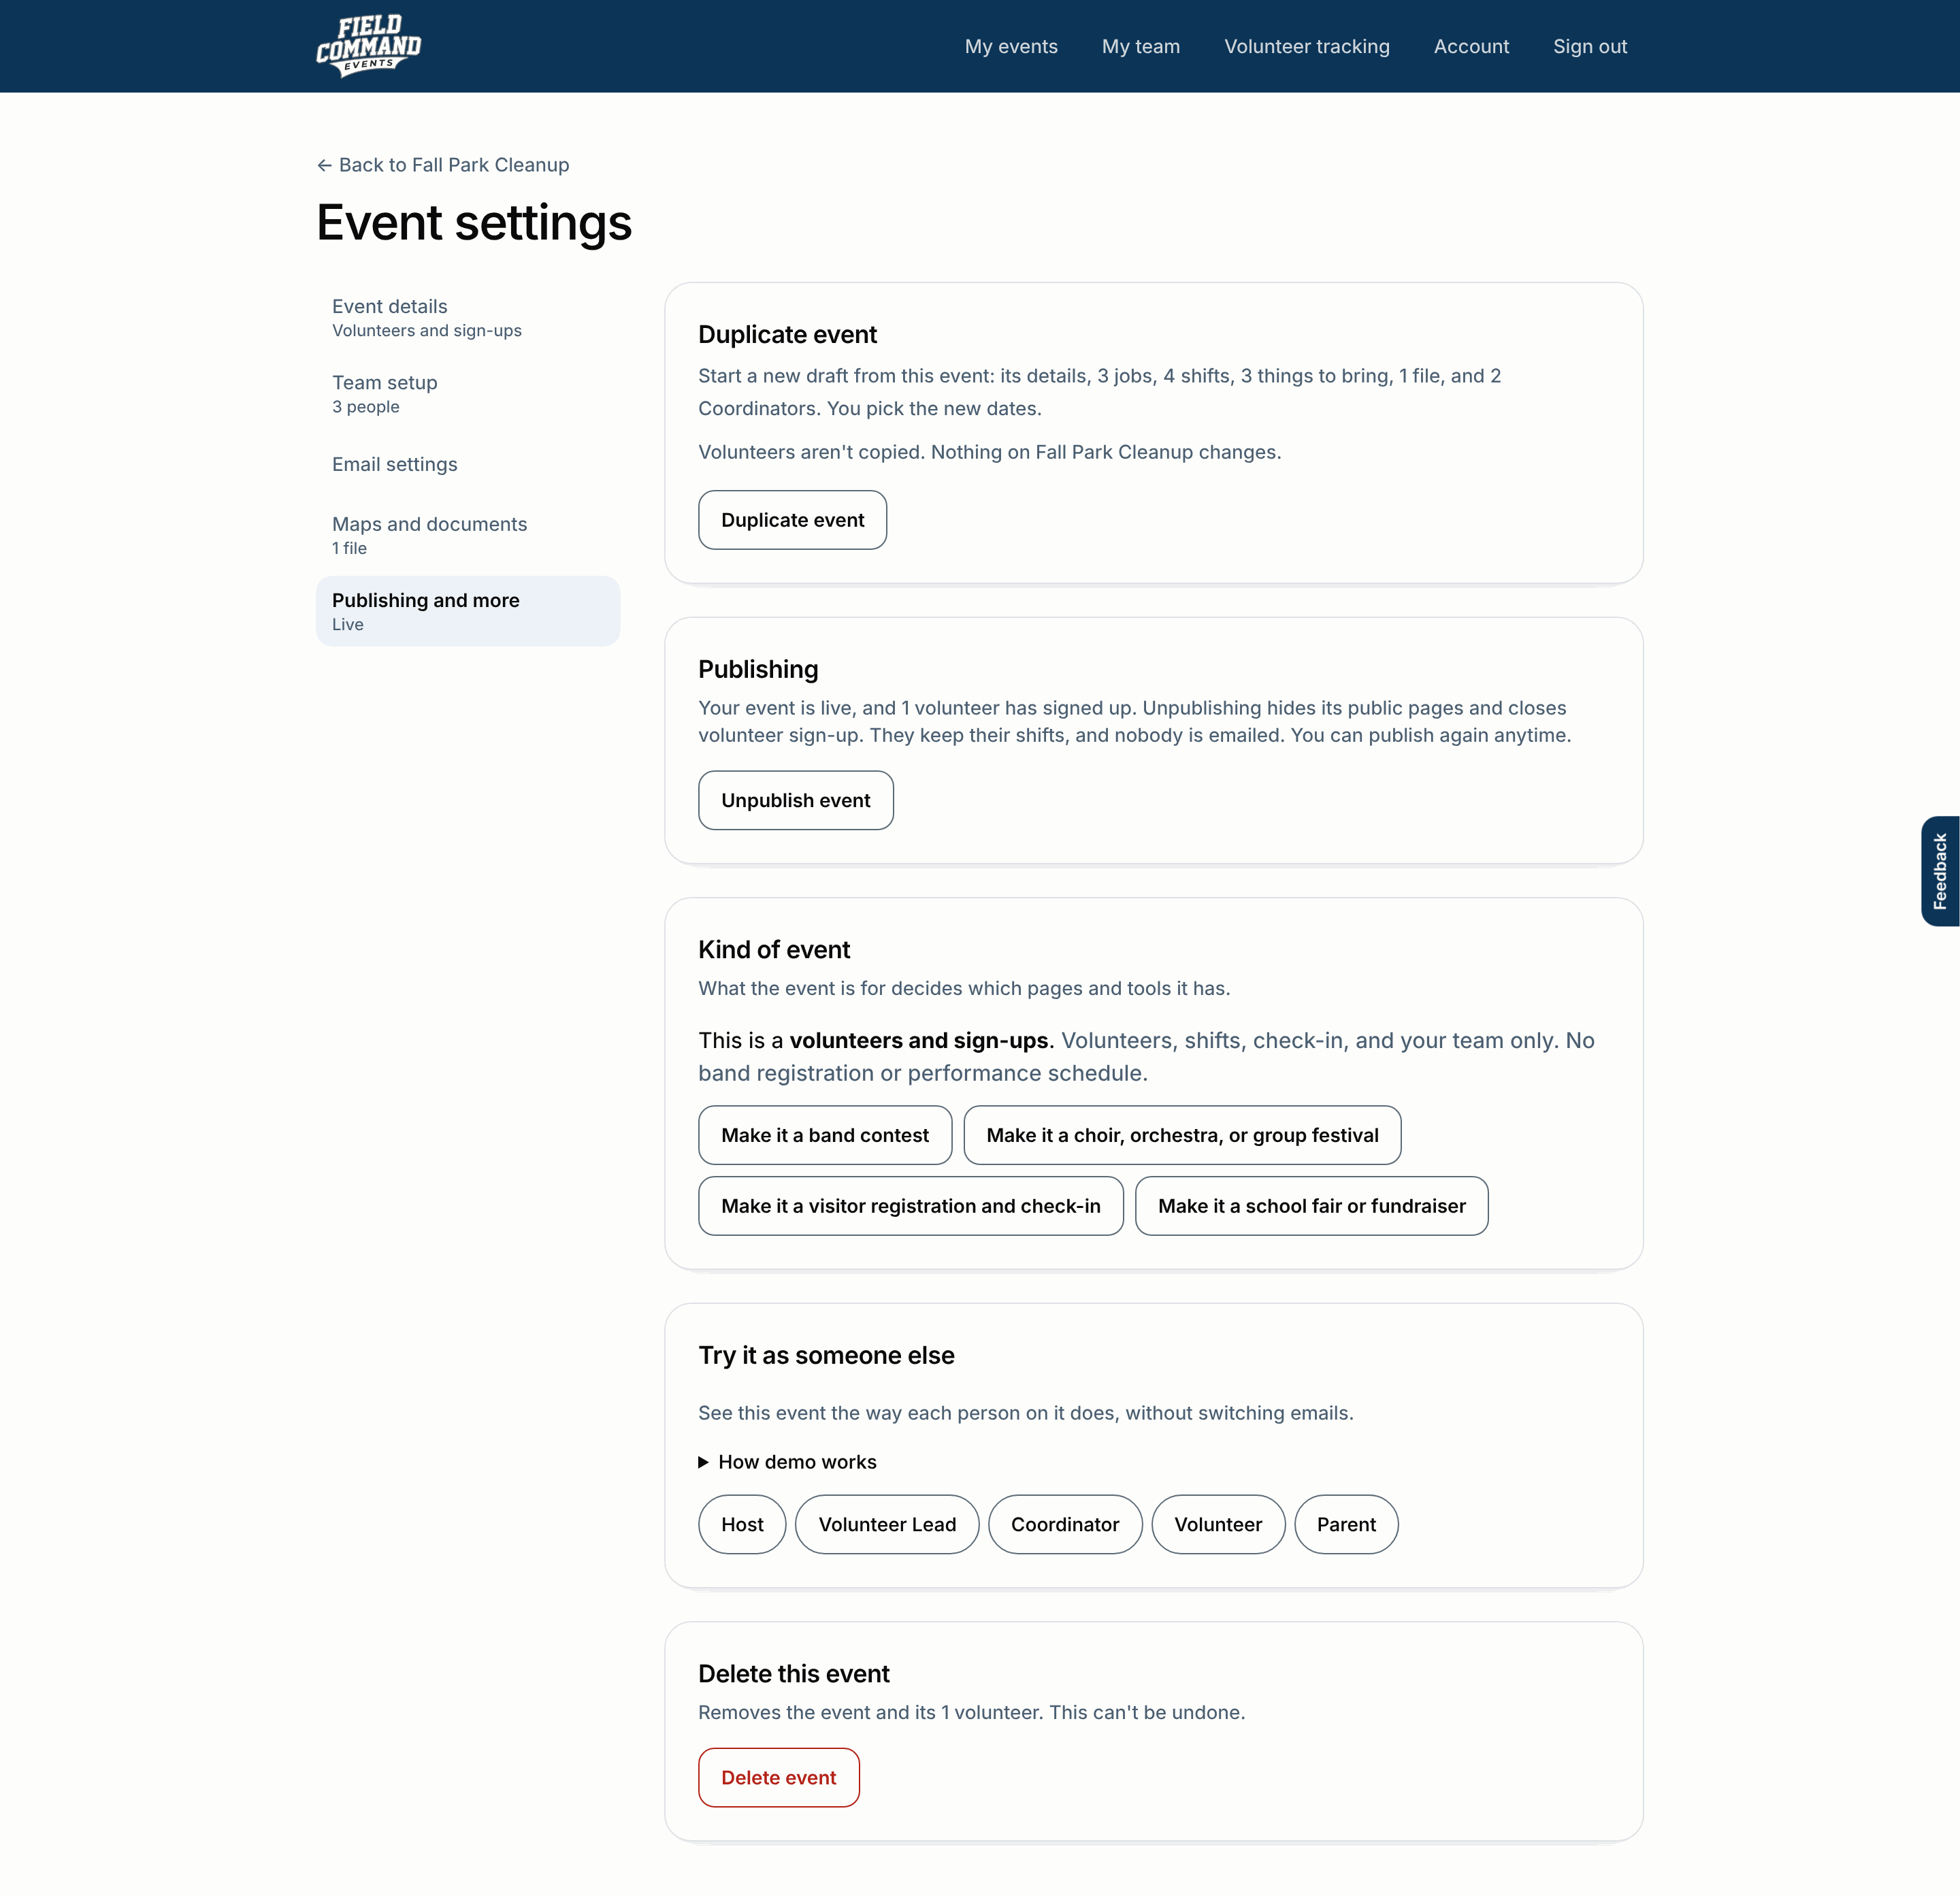 FIELD
COMMAND
EVENTS
My events
My team
Volunteer tracking
Account
Sign out
← Back to Fall Park Cleanup
Event settings
Event details
Volunteers and sign-ups
Team setup
3 people
Email settings
Maps and documents
1 file
Publishing and more
Live
Duplicate event
Start a new draft from this event: its details, 3 jobs, 4 shifts, 3 things to bring, 1 file, and 2
Coordinators. You pick the new dates.
Volunteers aren't copied. Nothing on Fall Park Cleanup changes.
Duplicate event
Publishing
Your event is live, and 1 volunteer has signed up. Unpublishing hides its public pages and closes
volunteer sign-up. They keep their shifts, and nobody is emailed. You can publish again anytime.
Unpublish event
Kind of event
What the event is for decides which pages and tools it has.
This is a volunteers and sign-ups. Volunteers, shifts, check-in, and your team only. No
band registration or performance schedule.
Make it a band contest
Make it a choir, orchestra, or group festival
Make it a visitor registration and check-in
Make it a school fair or fundraiser
Try it as someone else
See this event the way each person on it does, without switching emails.
▶ How demo works
Host
Volunteer Lead
Coordinator
Volunteer
Parent
Delete this event
Removes the event and its 1 volunteer. This can't be undone.
Delete event
Feedback